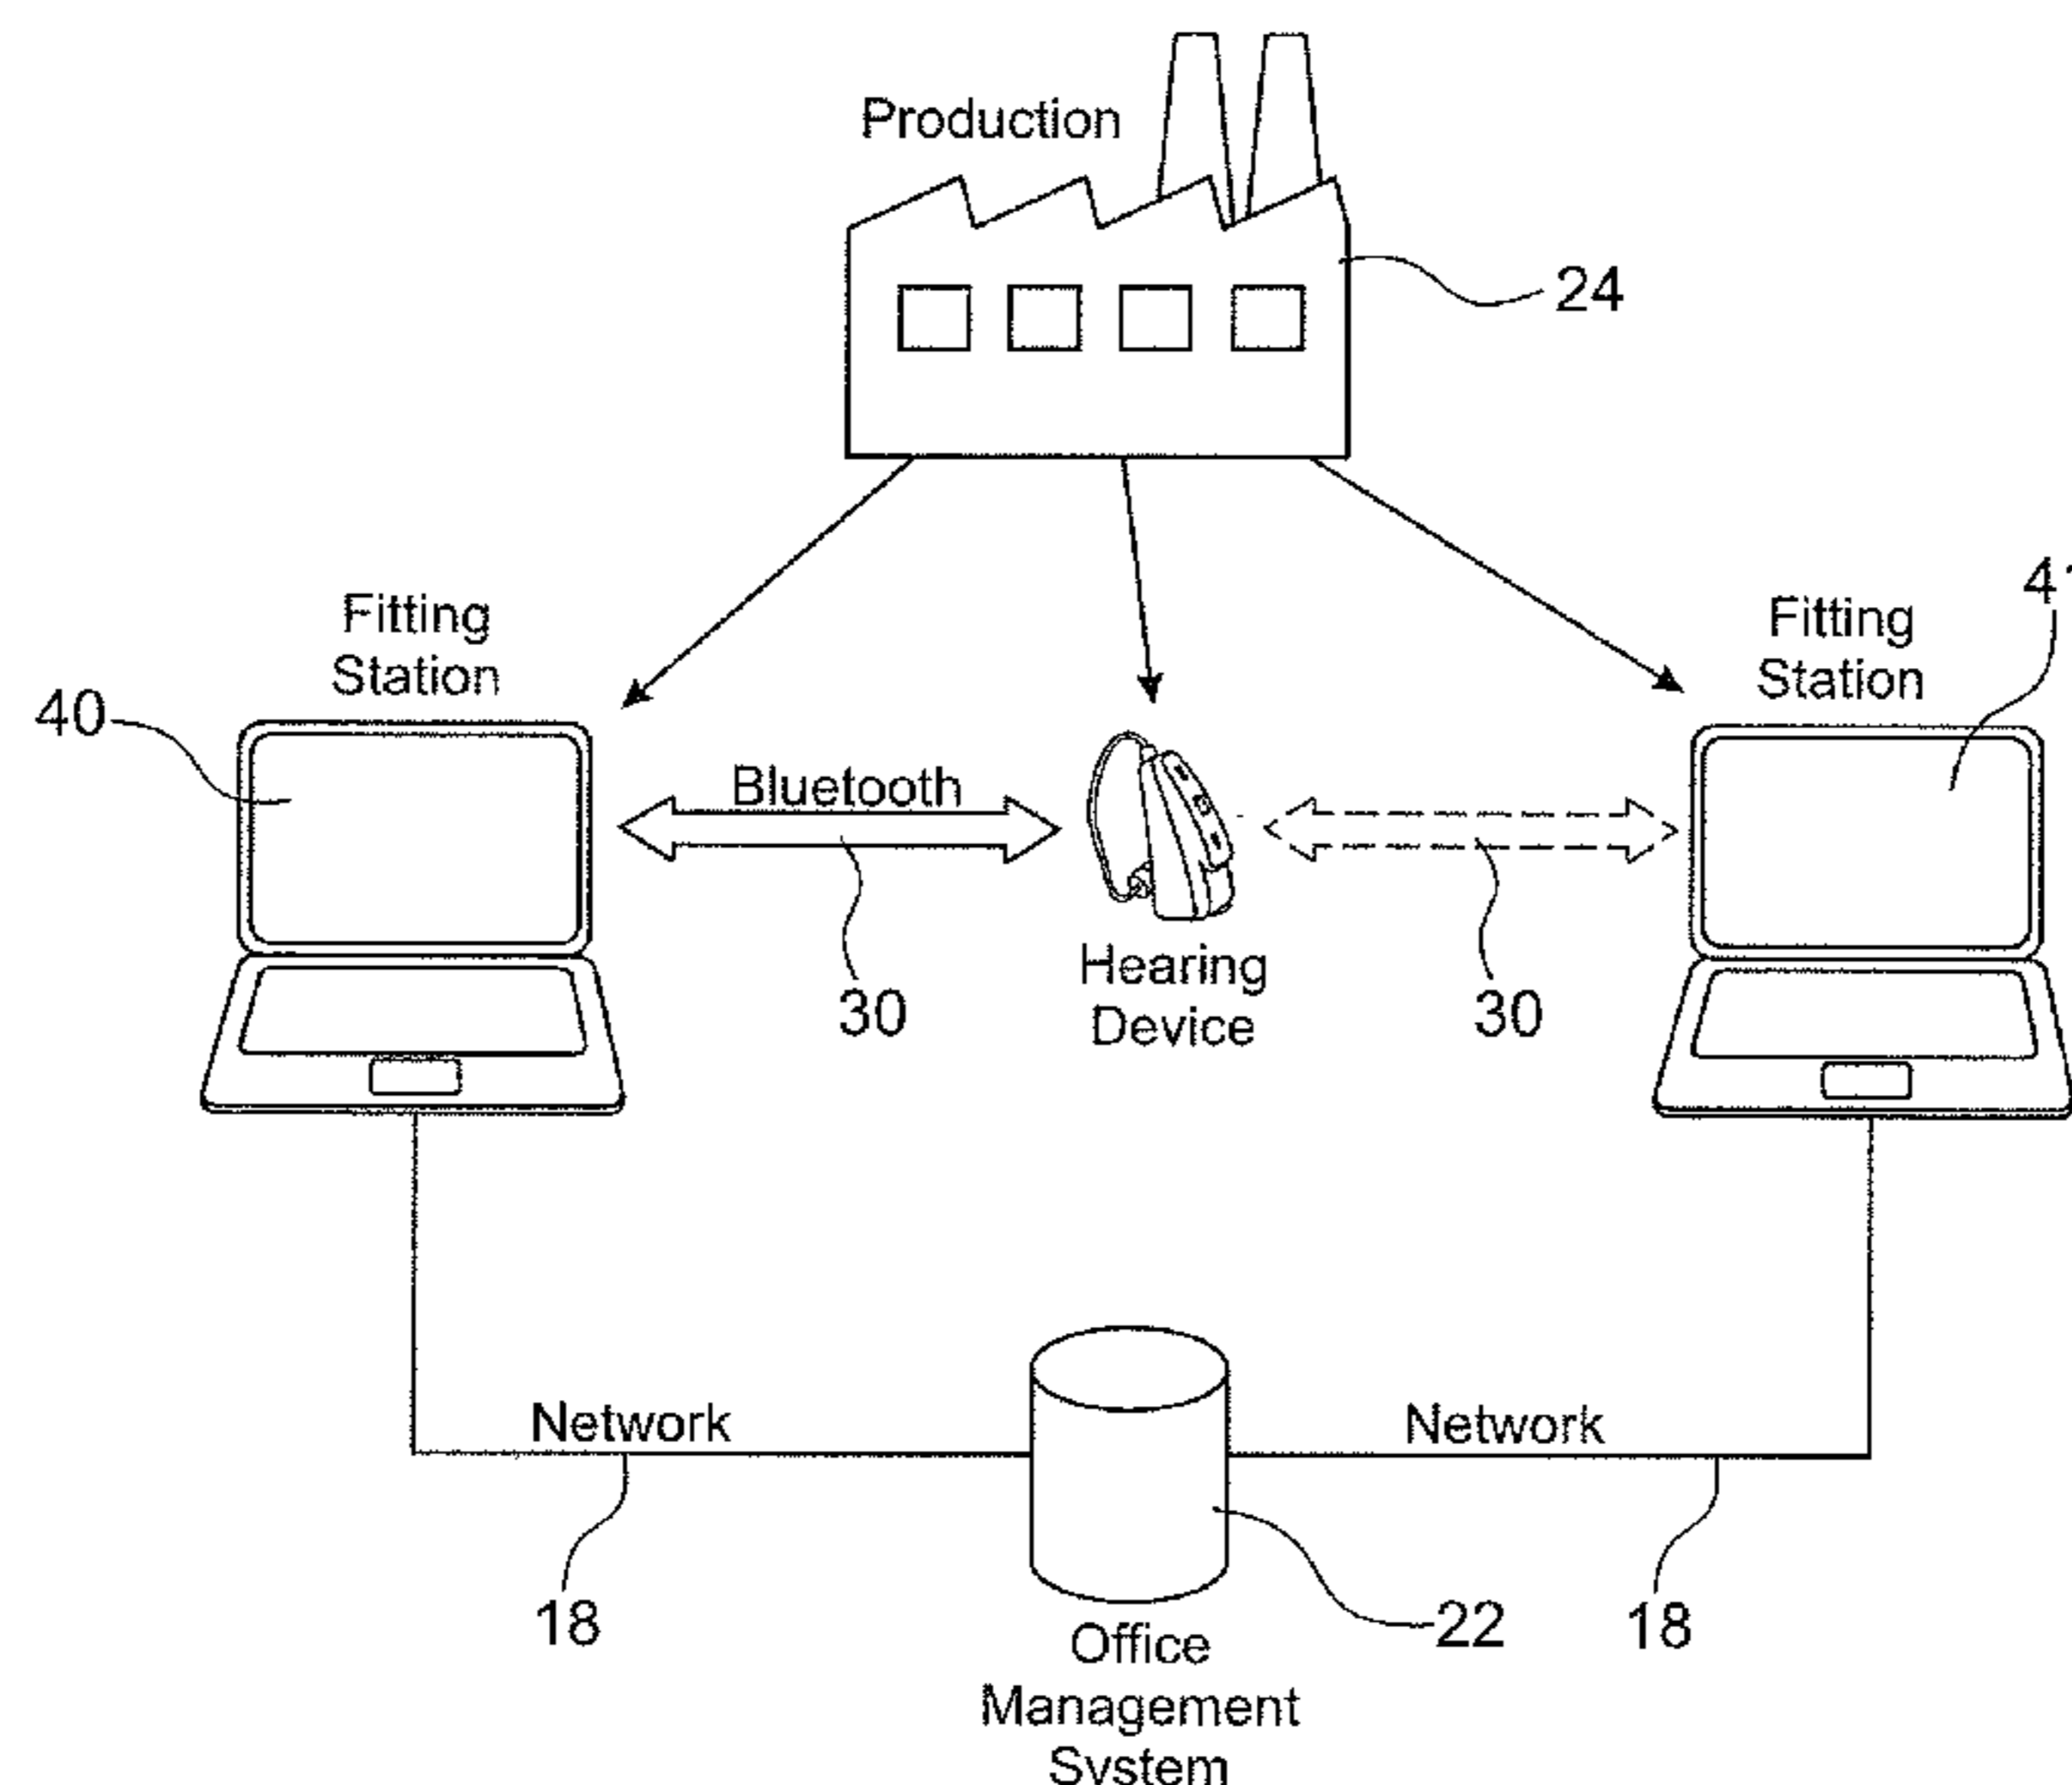 Production
24
Fitting
Station
Fitting
Station
40
41
Bluetooth
30
Hearing
Device
30
Network
Network
18
22
18
Office
Management
System